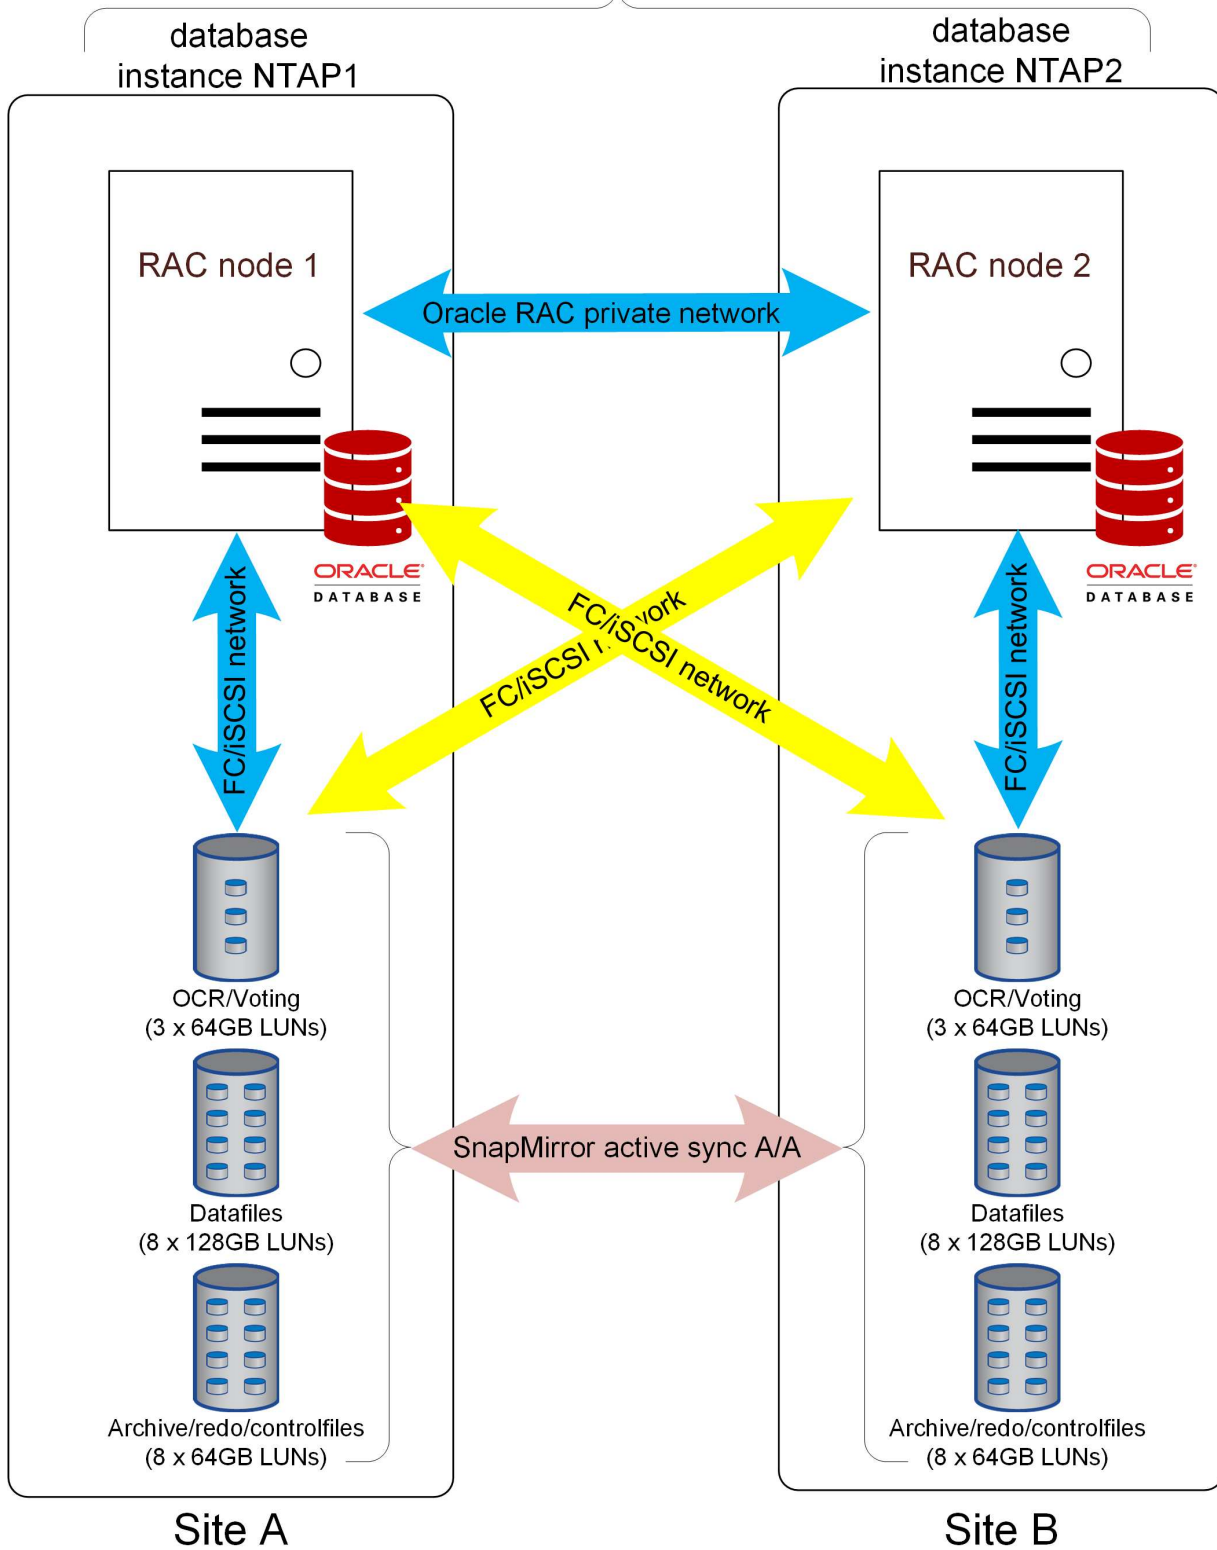 database
instance NTAP1
database
instance NTAP2
RAC node 1
RAC node 2
Oracle RAC private network
ORACLE
DATABASE
ORACLE
DATABASE
FC/iSCSI network
FC/iSCSI
FC/iSCSI network
FC/iSCSI network
OCR/Voting
(3 x 64GB LUNs)
OCR/Voting
(3 x 64GB LUNs)
SnapMirror active sync A/A
Datafiles
(8 x 128GB LUNs)
Datafiles
(8 x 128GB LUNs)
Archive/redo/controlfiles
(8 x 64GB LUNs)
Archive/redo/controlfiles
(8 x 64GB LUNs)
Site A
Site B